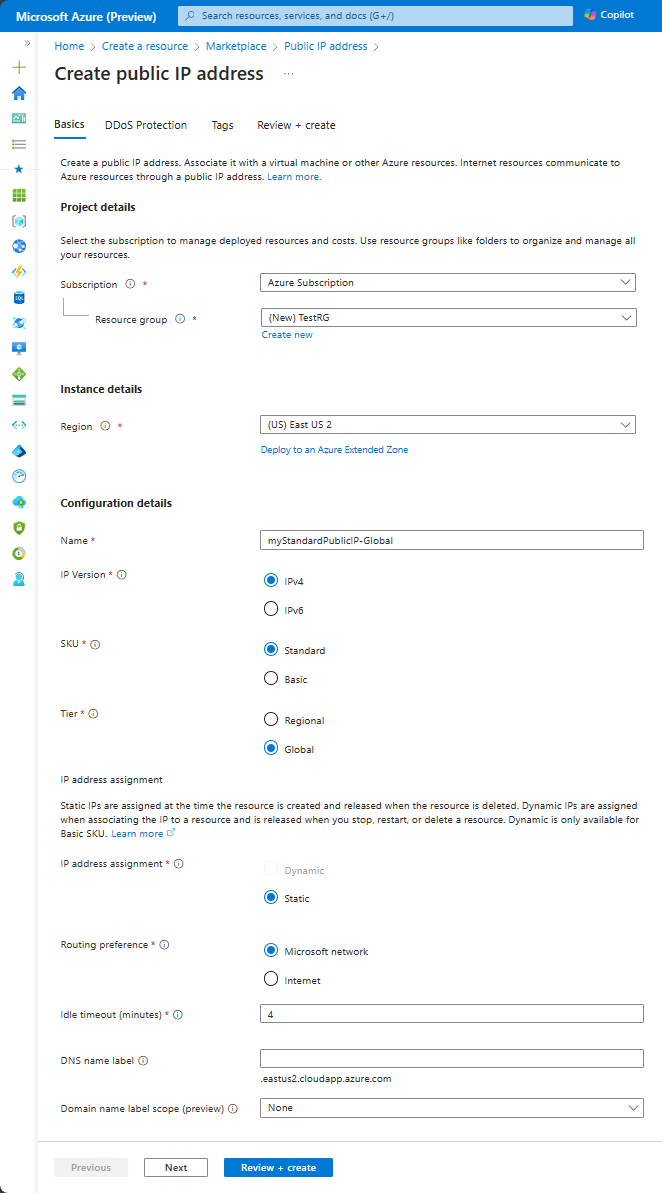 Microsoft Azure (Preview)
Search resources, services, and docs (G+/)
Copilot
Home > Create a resource > Marketplace > Public IP address >
Create public IP address ...
Basics
DDoS Protection
Tags
Review + create
Create a public IP address. Associate it with a virtual machine or other Azure resources. Internet resources communicate to
Azure resources through a public IP address. Learn more.
Project details
Select the subscription to manage deployed resources and costs. Use resource groups like folders to organize and manage all
your resources.
Subscription *
Azure Subscription
Resource group *
(New) TestRG
Create new
Instance details
Region *
(US) East US 2
Deploy to an Azure Extended Zone
Configuration details
Name *
myStandardPublicIP-Global
IP Version *
IPv4
IPv6
SKU *
Standard
Basic
Tier *
Regional
Global
IP address assignment
Static IPs are assigned at the time the resource is created and released when the resource is deleted. Dynamic IPs are assigned
when associating the IP to a resource and is released when you stop, restart, or delete a resource. Dynamic is only available for
Basic SKU. Learn more
IP address assignment *
Dynamic
Static
Routing preference *
Microsoft network
Internet
Idle timeout (minutes) *
4
DNS name label
.eastus2.cloudapp.azure.com
Domain name label scope (preview)
None
Previous
Next
Review + create